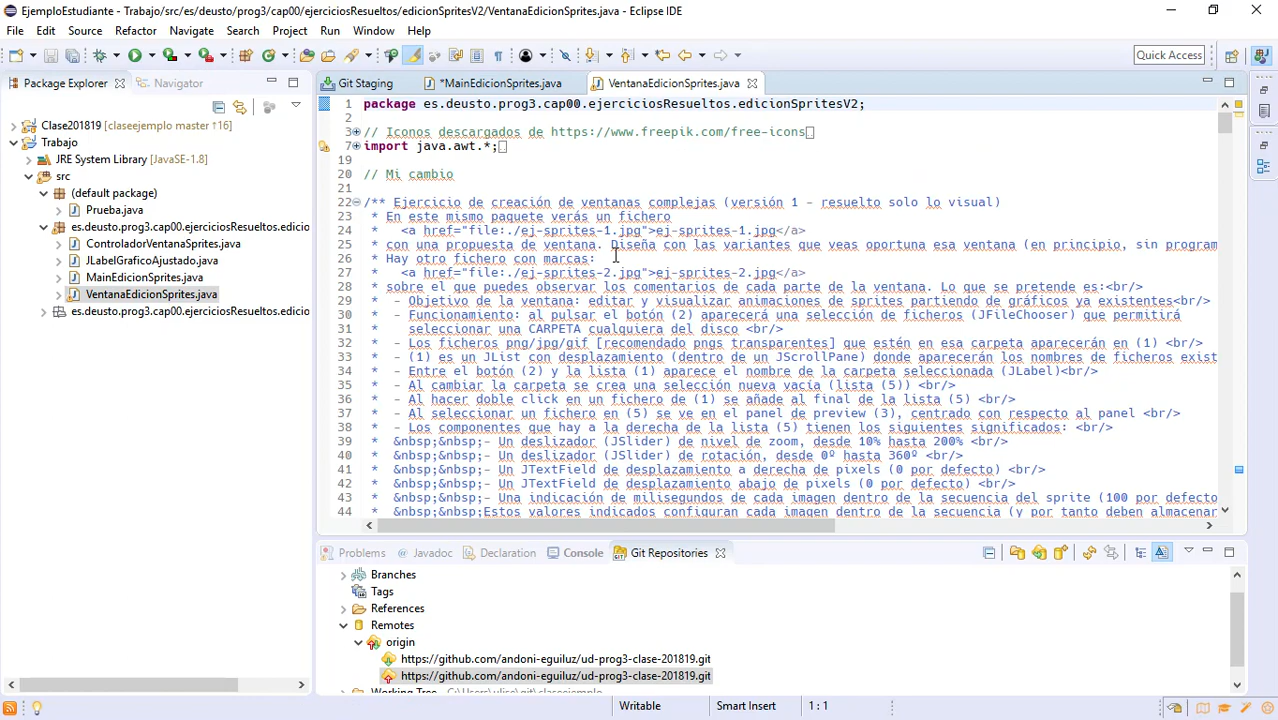 EjemploEstudiante - Trabajo/src/es/deusto/prog3/cap00/ejerciciosResueltos/edicionSpritesV2/VentanaEdicionSprites.java - Eclipse IDE
File Edit Source Refactor Navigate Search Project Run Window Help
Quick Access
Package Explorer Navigator
Clase201819 [claseejemplo master ↑16]
Trabajo
JRE System Library [JavaSE-1.8]
src
(default package)
Prueba.java
es.deusto.prog3.cap00.ejerciciosResueltos.edicio
ControladorVentanaSprites.java
JLabelGraficoAjustado.java
MainEdicionSprites.java
VentanaEdicionSprites.java
es.deusto.prog3.cap00.ejerciciosResueltos.edicio
Git Staging *MainEdicionSprites.java VentanaEdicionSprites.java
1 package es.deusto.prog3.cap00.ejerciciosResueltos.edicionSpritesV2;
2
3 // Iconos descargados de https://www.freepik.com/free-icons
7 import java.awt.*;
19
20 // Mi cambio
21
22 /** Ejercicio de creación de ventanas complejas (versión 1 - resuelto solo lo visual)
23 * En este mismo paquete verás un fichero
24 * <a href="file:./ej-sprites-1.jpg">ej-sprites-1.jpg</a>
25 * con una propuesta de ventana. Diseña con las variantes que veas oportuna esa ventana (en principio, sin program
26 * Hay otro fichero con marcas:
27 * <a href="file:./ej-sprites-2.jpg">ej-sprites-2.jpg</a>
28 * sobre el que puedes observar los comentarios de cada parte de la ventana. Lo que se pretende es:<br/>
29 * - Objetivo de la ventana: editar y visualizar animaciones de sprites partiendo de gráficos ya existentes<br/>
30 * - Funcionamiento: al pulsar el botón (2) aparecerá una selección de ficheros (JFileChooser) que permitirá
31 * seleccionar una CARPETA cualquiera del disco <br/>
32 * - Los ficheros png/jpg/gif [recomendado pngs transparentes] que estén en esa carpeta aparecerán en (1) <br/>
33 * - (1) es un JList con desplazamiento (dentro de un JScrollPane) donde aparecerán los nombres de ficheros exist
34 * - Entre el botón (2) y la lista (1) aparece el nombre de la carpeta seleccionada (JLabel)<br/>
35 * - Al cambiar la carpeta se crea una selección nueva vacía (lista (5)) <br/>
36 * - Al hacer doble click en un fichero de (1) se añade al final de la lista (5) <br/>
37 * - Al seleccionar un fichero en (5) se ve en el panel de preview (3), centrado con respecto al panel <br/>
38 * - Los componentes que hay a la derecha de la lista (5) tienen los siguientes significados: <br/>
39 * &nbsp;&nbsp;- Un deslizador (JSlider) de nivel de zoom, desde 10% hasta 200% <br/>
40 * &nbsp;&nbsp;- Un deslizador (JSlider) de rotación, desde 0º hasta 360º <br/>
41 * &nbsp;&nbsp;- Un JTextField de desplazamiento a derecha de pixels (0 por defecto) <br/>
42 * &nbsp;&nbsp;- Un JTextField de desplazamiento abajo de pixels (0 por defecto) <br/>
43 * &nbsp;&nbsp;- Una indicación de milisegundos de cada imagen dentro de la secuencia del sprite (100 por defecto
44 * &nbsp;&nbsp;Estos valores indicados configuran cada imagen dentro de la secuencia (y por tanto deben almacenar
Problems Javadoc Declaration Console Git Repositories
Branches
Tags
References
Remotes
origin
https://github.com/andoni-eguiluz/ud-prog3-clase-201819.git
https://github.com/andoni-eguiluz/ud-prog3-clase-201819.git
Working Tree - C:\Users\ulise\git\claseejemplo
Writable Smart Insert 1 : 1